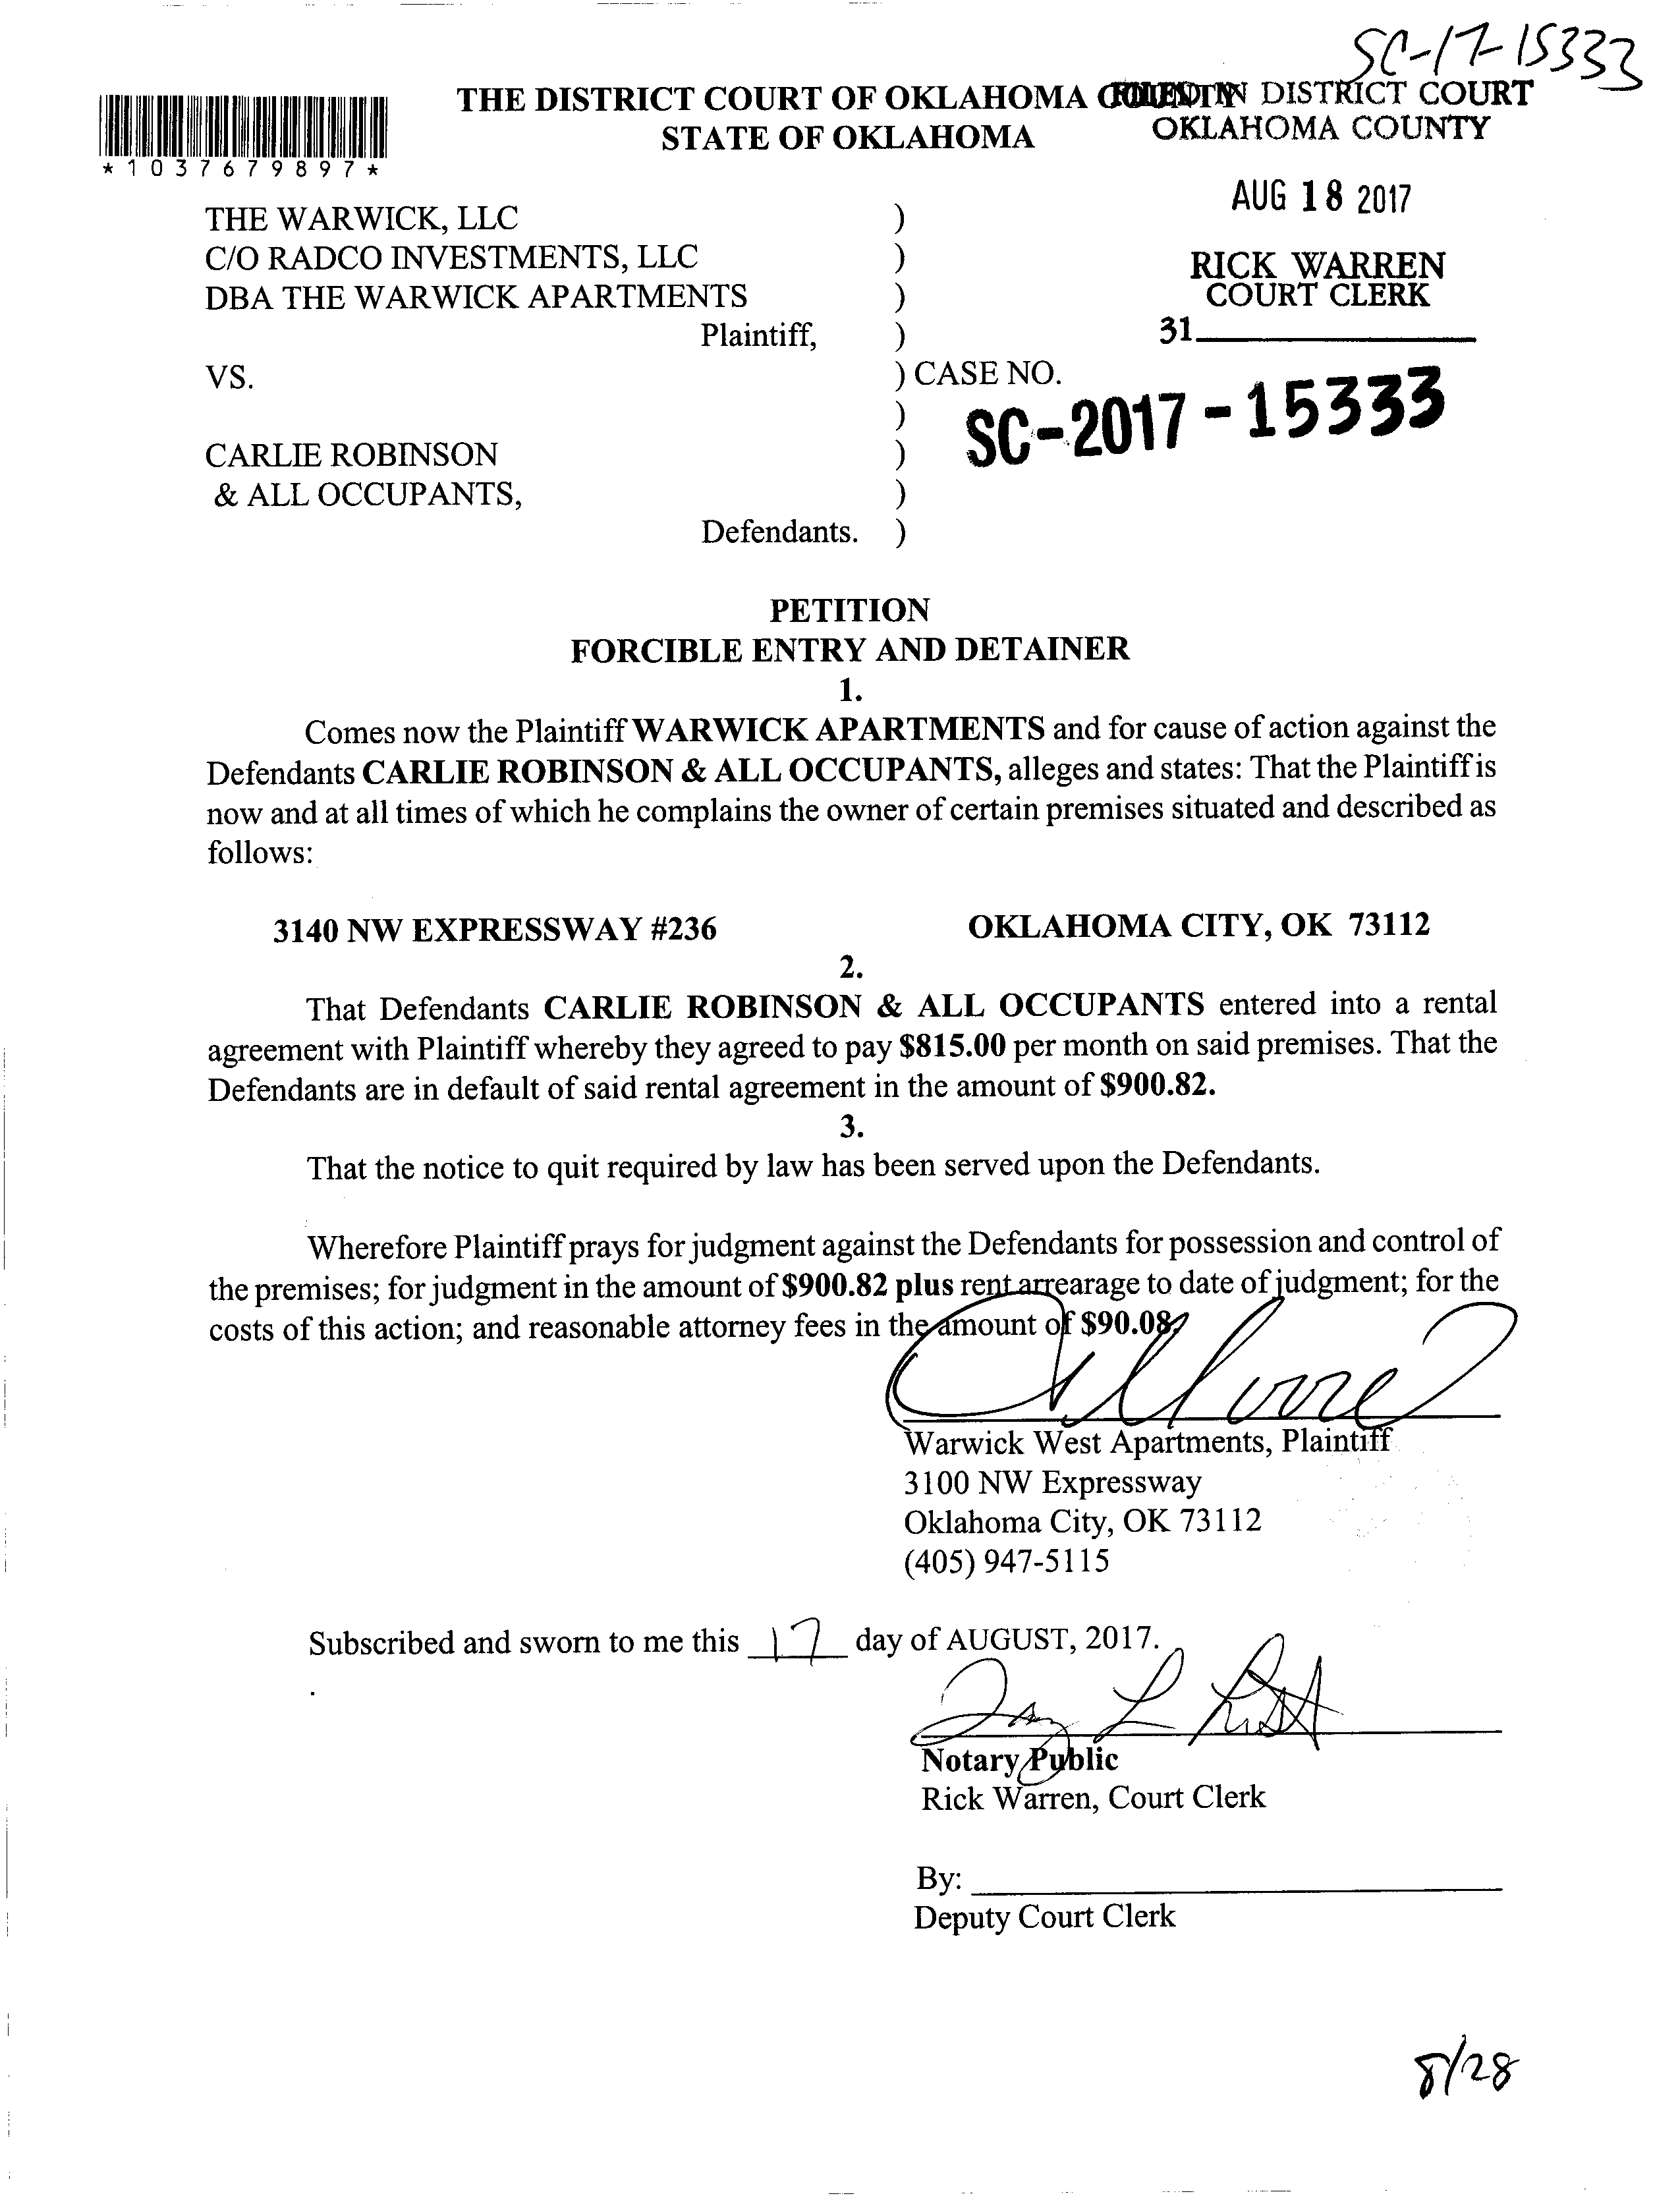 SC-17-15333
THE DISTRICT COURT OF OKLAHOMA COUNTY
STATE OF OKLAHOMA
FILED IN DISTRICT COURT
OKLAHOMA COUNTY
*1037679897*
AUG 18 2017
RICK WARREN
COURT CLERK
31
THE WARWICK, LLC )
C/O RADCO INVESTMENTS, LLC )
DBA THE WARWICK APARTMENTS )
Plaintiff, )
VS. ) CASE NO.
)
SC-2017-15333
CARLIE ROBINSON )
& ALL OCCUPANTS, )
Defendants. )
PETITION
FORCIBLE ENTRY AND DETAINER
1.
Comes now the Plaintiff WARWICK APARTMENTS and for cause of action against the
Defendants CARLIE ROBINSON & ALL OCCUPANTS, alleges and states: That the Plaintiff is
now and at all times of which he complains the owner of certain premises situated and described as
follows:
3140 NW EXPRESSWAY #236 OKLAHOMA CITY, OK 73112
2.
That Defendants CARLIE ROBINSON & ALL OCCUPANTS entered into a rental
agreement with Plaintiff whereby they agreed to pay $815.00 per month on said premises. That the
Defendants are in default of said rental agreement in the amount of $900.82.
3.
That the notice to quit required by law has been served upon the Defendants.
Wherefore Plaintiff prays for judgment against the Defendants for possession and control of
the premises; for judgment in the amount of $900.82 plus rent arrearage to date of judgment; for the
costs of this action; and reasonable attorney fees in the amount of $90.08.
Warwick West Apartments, Plaintiff
3100 NW Expressway
Oklahoma City, OK 73112
(405) 947-5115
Subscribed and sworn to me this 17 day of AUGUST, 2017.
.
Notary Public
Rick Warren, Court Clerk
By:
Deputy Court Clerk
8/28